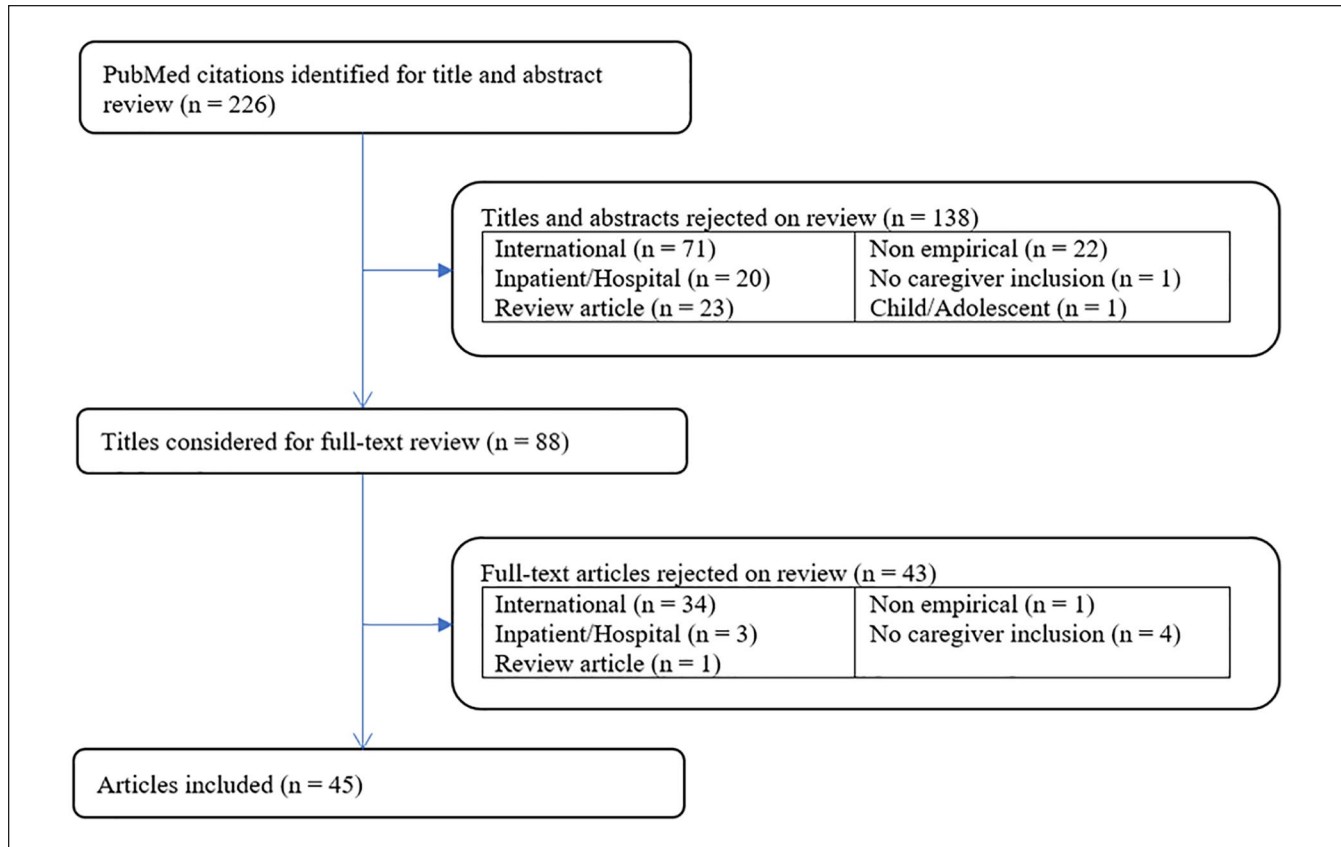 PubMed citations identified for title and abstract
review (n = 226)
Titles and abstracts rejected on review (n = 138)
International (n = 71)
Inpatient/Hospital (n = 20)
Review article (n = 23)
Non empirical (n = 22)
No caregiver inclusion (n = 1)
Child/Adolescent (n = 1)
Titles considered for full-text review (n = 88)
Full-text articles rejected on review (n = 43)
International (n = 34)
Inpatient/Hospital (n = 3)
Review article (n = 1)
Non empirical (n = 1)
No caregiver inclusion (n = 4)
Articles included (n = 45)